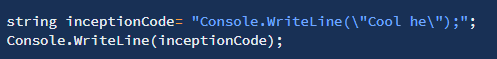 string inceptionCode= "Console.WriteLine(\"Cool he\");";
Console.WriteLine(inceptionCode);